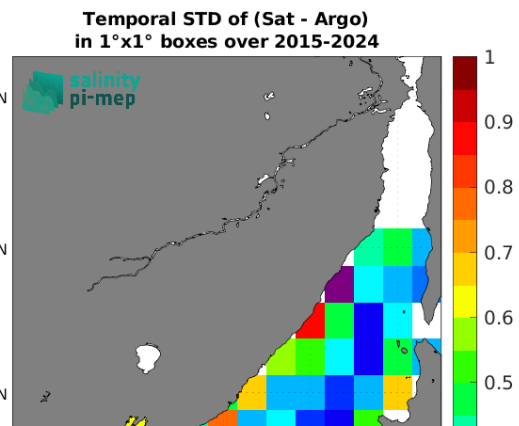 Temporal STD of (Sat - Argo)
in 1°x1° boxes over 2015-2024
salinity
pi-mep
1
0.9
0.8
0.7
0.6
0.5
N
N
N